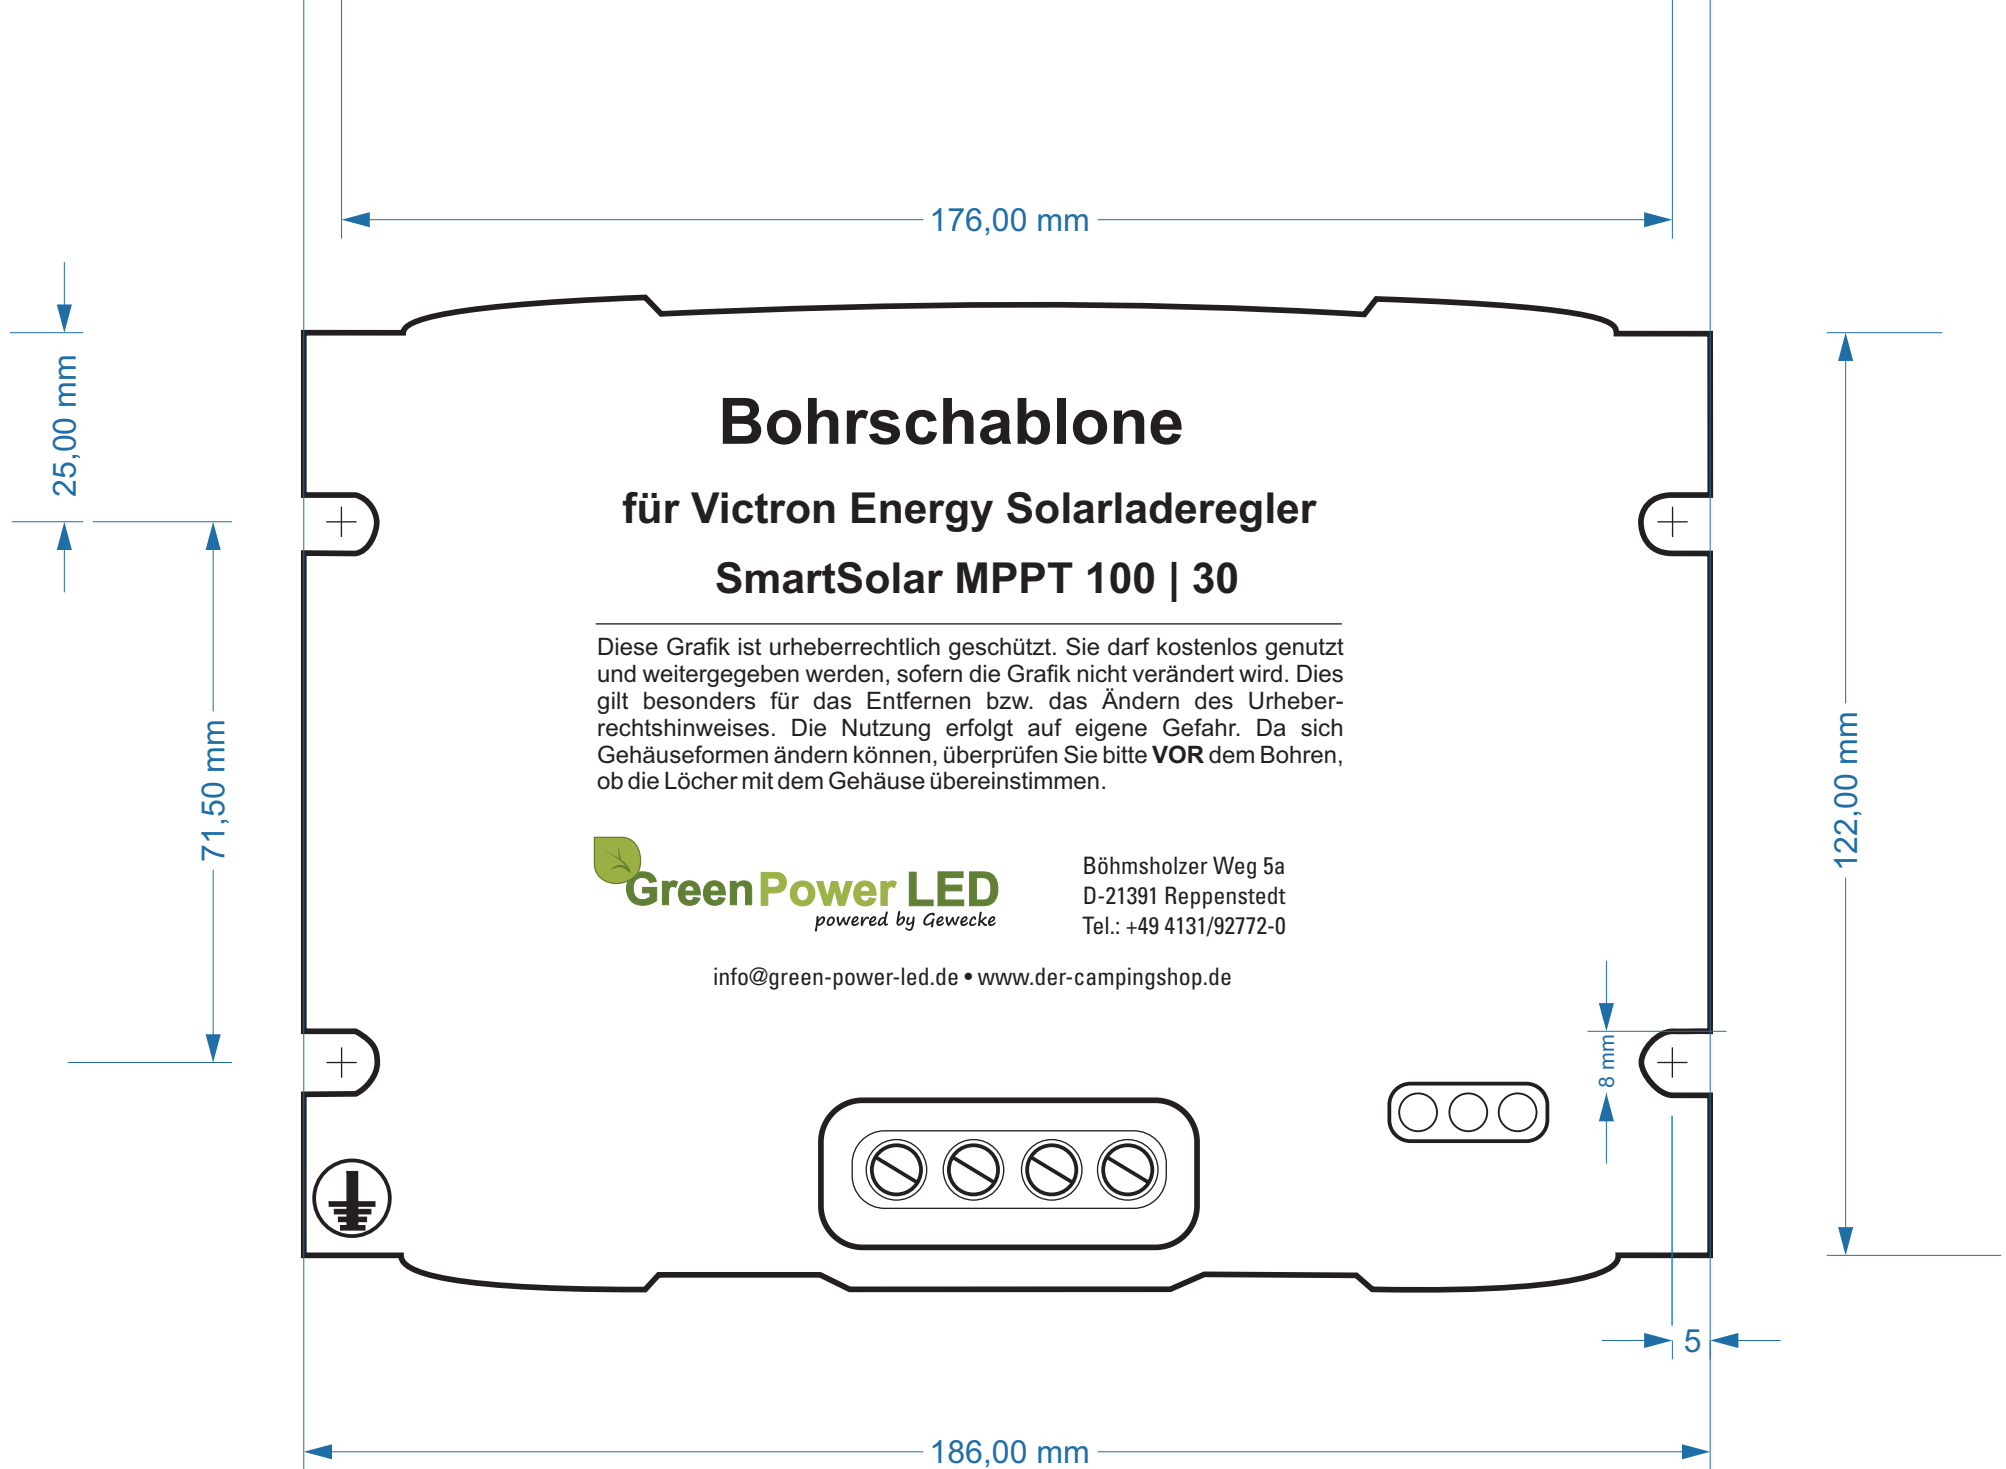 176,00 mm
25,00 mm
Bohrschablone
für Victron Energy Solarladeregler
SmartSolar MPPT 100 | 30
Diese Grafik ist urheberrechtlich geschützt. Sie darf kostenlos genutzt
und weitergegeben werden, sofern die Grafik nicht verändert wird. Dies
gilt besonders für das Entfernen bzw. das Ändern des Urheber-
rechtshinweises. Die Nutzung erfolgt auf eigene Gefahr. Da sich
Gehäuseformen ändern können, überprüfen Sie bitte VOR dem Bohren,
ob die Löcher mit dem Gehäuse übereinstimmen.
71,50 mm
122,00 mm
GreenPower LED
powered by Gewecke
Böhmsholzer Weg 5a
D-21391 Reppenstedt
Tel.: +49 4131/92772-0
info@green-power-led.de • www.der-campingshop.de
8 mm
5
186,00 mm